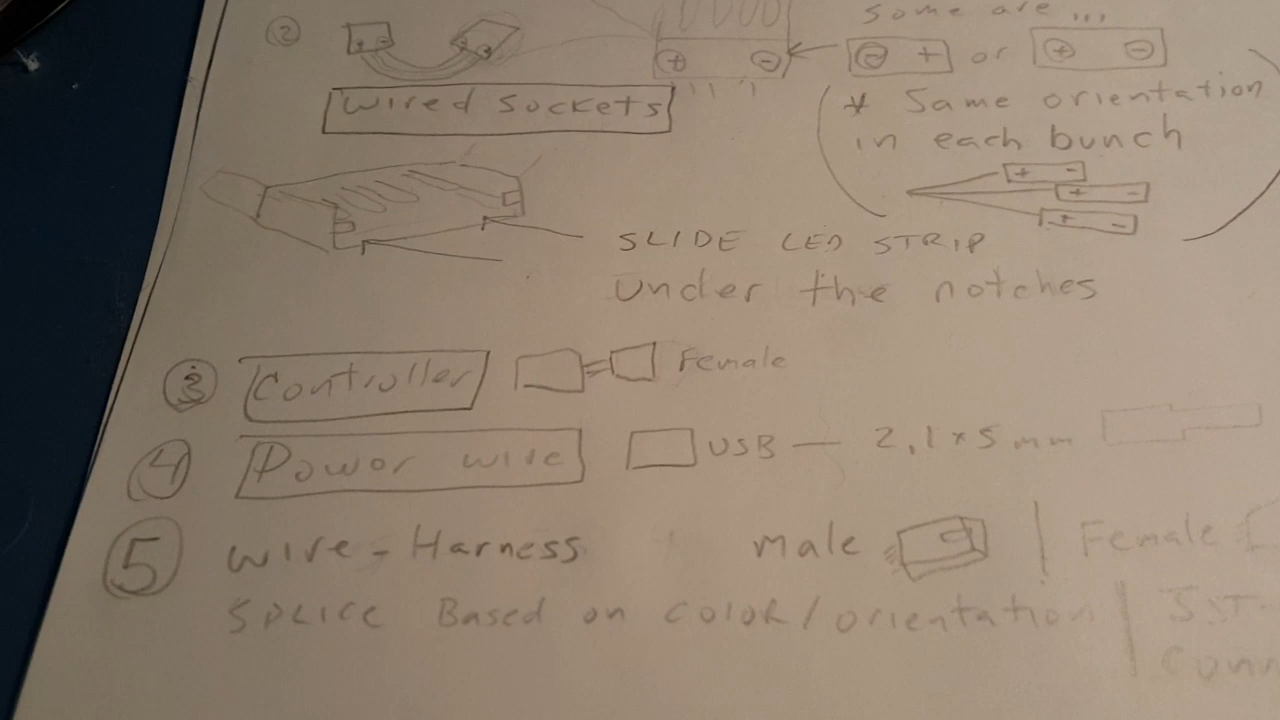 ②
some are ...
⊖ + or ⊕ ⊖
⊕ ⊖
Wired Sockets
* Same orientation
in each bunch
+ -
+ -
+ -
SLIDE LED STRIP
under the notches
③ Controller Female
④ Power wire USB — 2.1x5mm
⑤ wire-Harness male | Female
SPLICE Based on color/orientation |